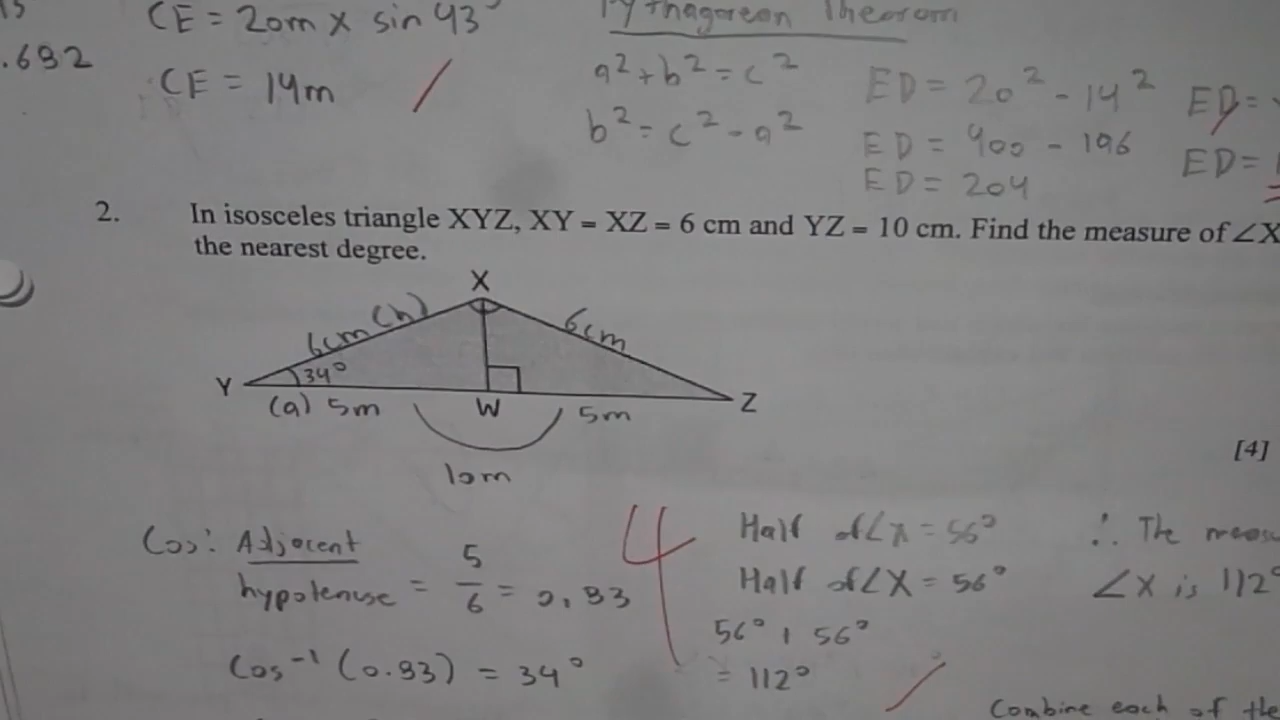 CE = 20m x sin 43°
.682
CE = 14m
Pythagorean Theorom
a² + b² = c²
b² = c² - a²
ED = 20² - 14²
ED = 400 - 196
ED = 204
ED =
ED =
2. In isosceles triangle XYZ, XY = XZ = 6 cm and YZ = 10 cm. Find the measure of ∠X
the nearest degree.
X
6cm (h)
6cm
Y
34°
Z
(a) 5m
W
5m
10m
[4]
Cos: Adjacent
hypotenuse = 5/6 = 0.83
Cos⁻¹ (0.83) = 34°
4
Half of ∠X = 56°
Half of ∠X = 56°
56° + 56°
= 112°
∴ The
∠X is 112°
Combine each of the